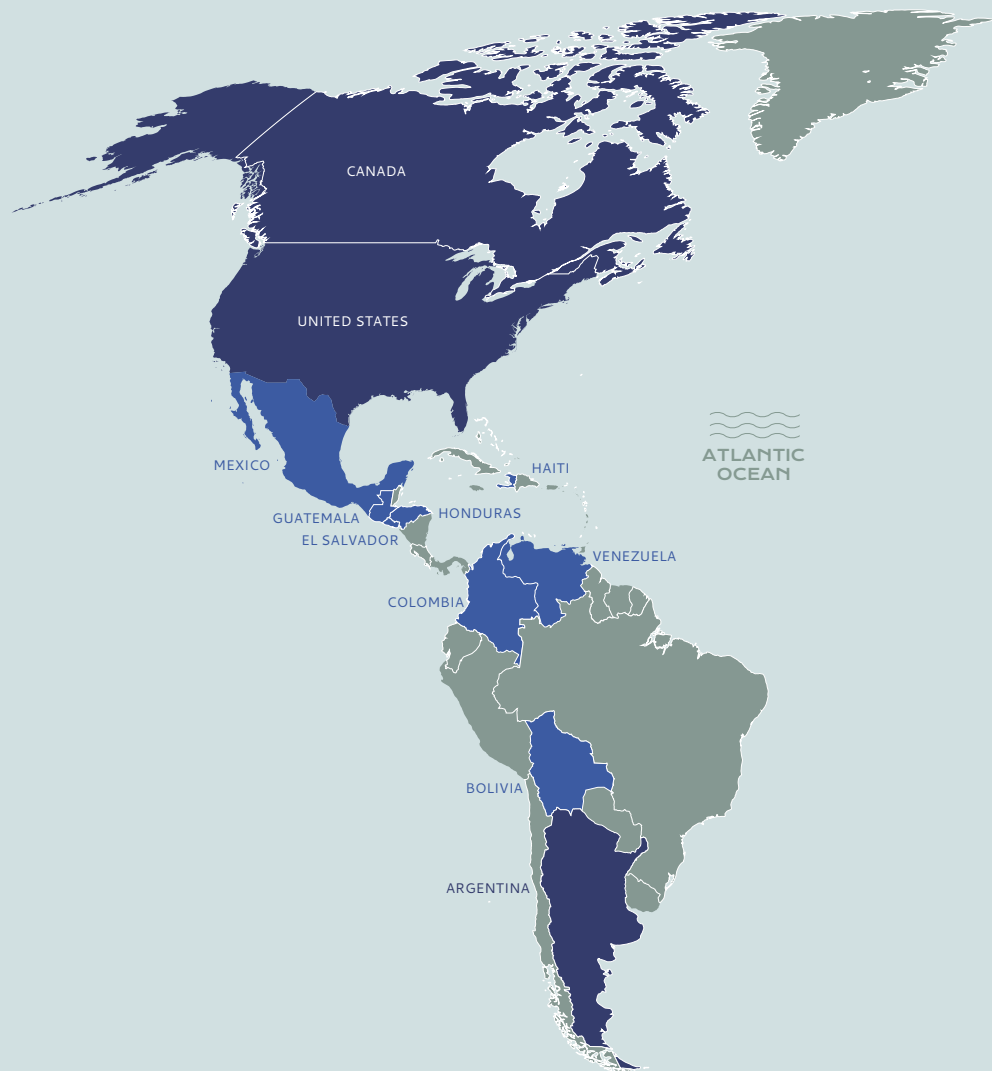 CANADA
UNITED STATES
ATLANTIC
OCEAN
MEXICO
HAITI
GUATEMALA
HONDURAS
EL SALVADOR
VENEZUELA
COLOMBIA
BOLIVIA
ARGENTINA